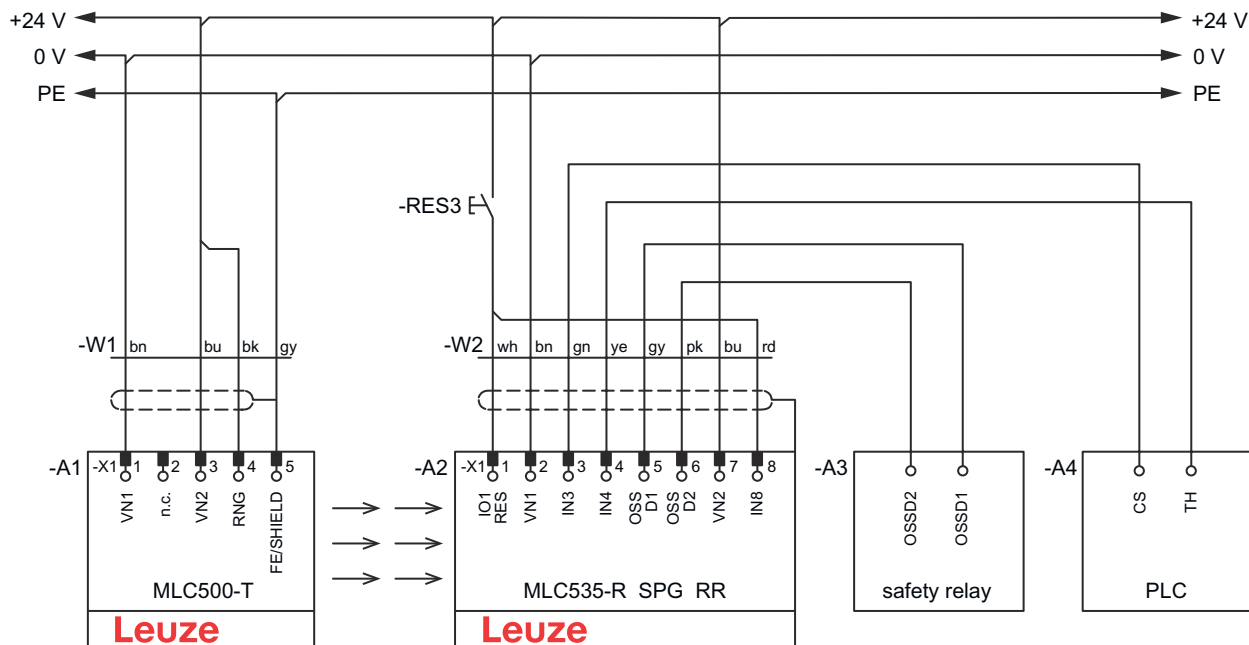 +24 V +24 V
0 V 0 V
PE PE
-RES3
-W1 bn bu bk gy -W2 wh bn gn ye gy pk bu rd
-A1 -X1 1 2 3 4 5 -A2 -X1 1 2 3 4 5 6 7 8 -A3 -A4
VN1
n.c.
VN2
RNG
FE/SHIELD
IO1
RES
VN1
IN3
IN4
OSS
D1
OSS
D2
VN2
IN8
OSSD2
OSSD1
CS
TH
MLC500-T MLC535-R SPG RR safety relay PLC
Leuze Leuze